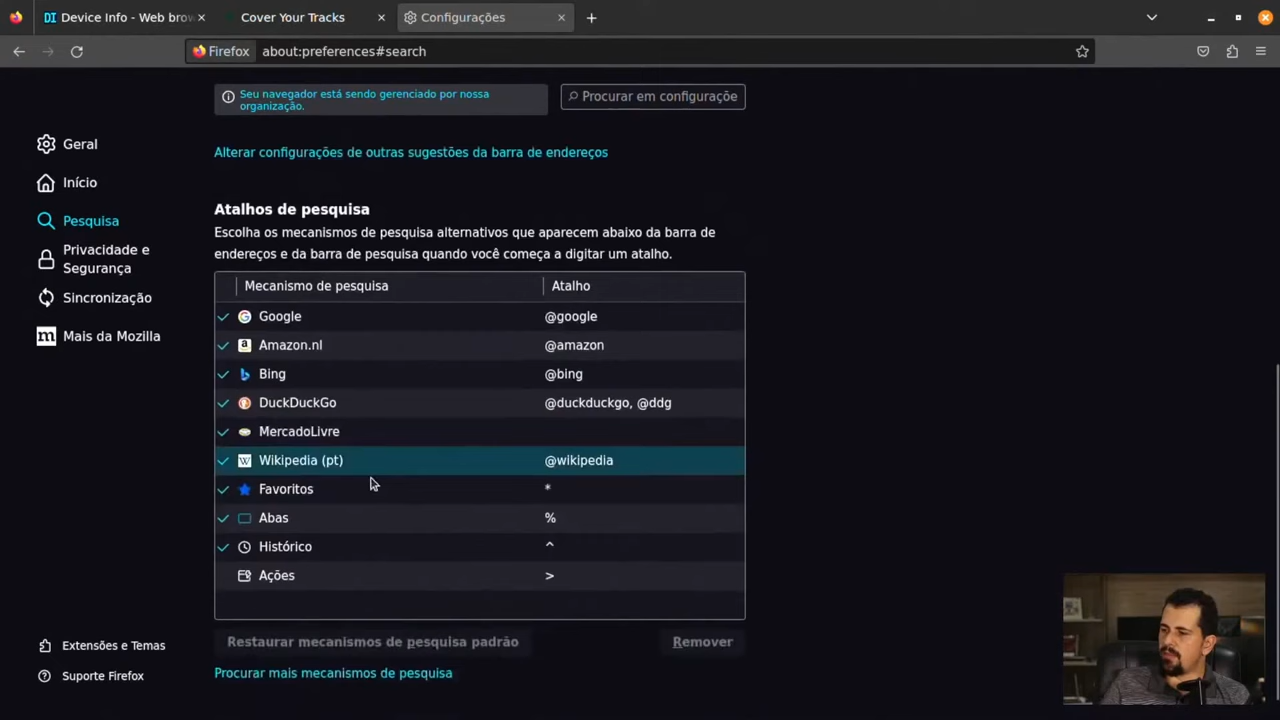 Device Info - Web brow
Cover Your Tracks
Configurações
Firefox
about:preferences#search
Seu navegador está sendo gerenciado por nossa
organização.
Procurar em configuraçõe
Geral
Início
Pesquisa
Privacidade e
Segurança
Sincronização
Mais da Mozilla
Extensões e Temas
Suporte Firefox
Alterar configurações de outras sugestões da barra de endereços
Atalhos de pesquisa
Escolha os mecanismos de pesquisa alternativos que aparecem abaixo da barra de
endereços e da barra de pesquisa quando você começa a digitar um atalho.
Mecanismo de pesquisa Atalho
Google @google
Amazon.nl @amazon
Bing @bing
DuckDuckGo @duckduckgo, @ddg
MercadoLivre
Wikipedia (pt) @wikipedia
Favoritos *
Abas %
Histórico ^
Ações >
Restaurar mecanismos de pesquisa padrão Remover
Procurar mais mecanismos de pesquisa